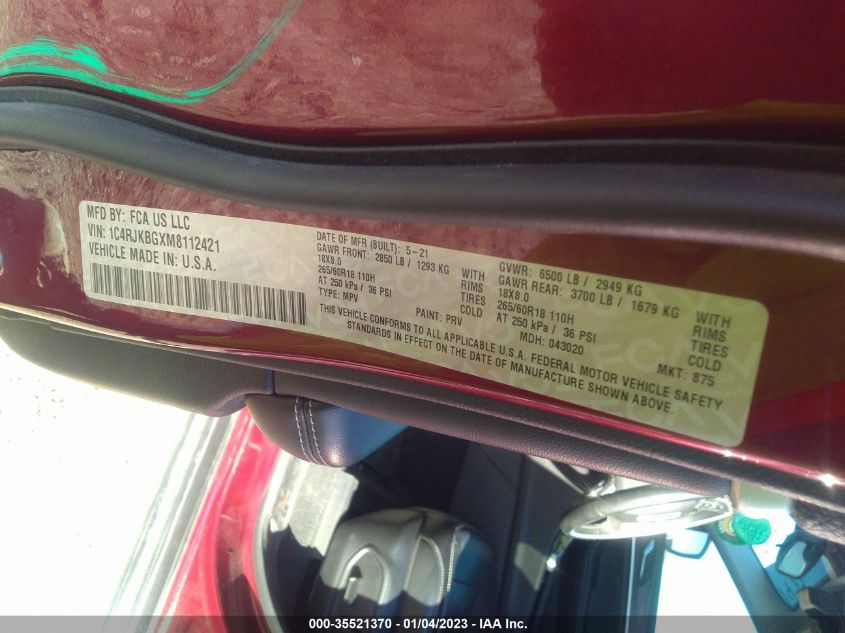 MFD BY: FCA US LLC
VIN: 1C4RJKBGXM8112421
VEHICLE MADE IN: U.S.A.
DATE OF MFR (BUILT): 5-21
GAWR FRONT: 2850 LB / 1293 KG WITH
18X8.0 RIMS
265/60R18 110H TIRES
AT 250 kPa / 36 PSI COLD
TYPE: MPV PAINT: PRV
GVWR: 6500 LB / 2949 KG
GAWR REAR: 3700 LB / 1679 KG WITH
18X8.0 RIMS
265/60R18 110H TIRES
AT 250 kPa / 36 PSI COLD
MDH: 043020 MKT: 875
THIS VEHICLE CONFORMS TO ALL APPLICABLE U.S.A. FEDERAL MOTOR VEHICLE SAFETY
STANDARDS IN EFFECT ON THE DATE OF MANUFACTURE SHOWN ABOVE.
000-35521370 - 01/04/2023 - IAA Inc.